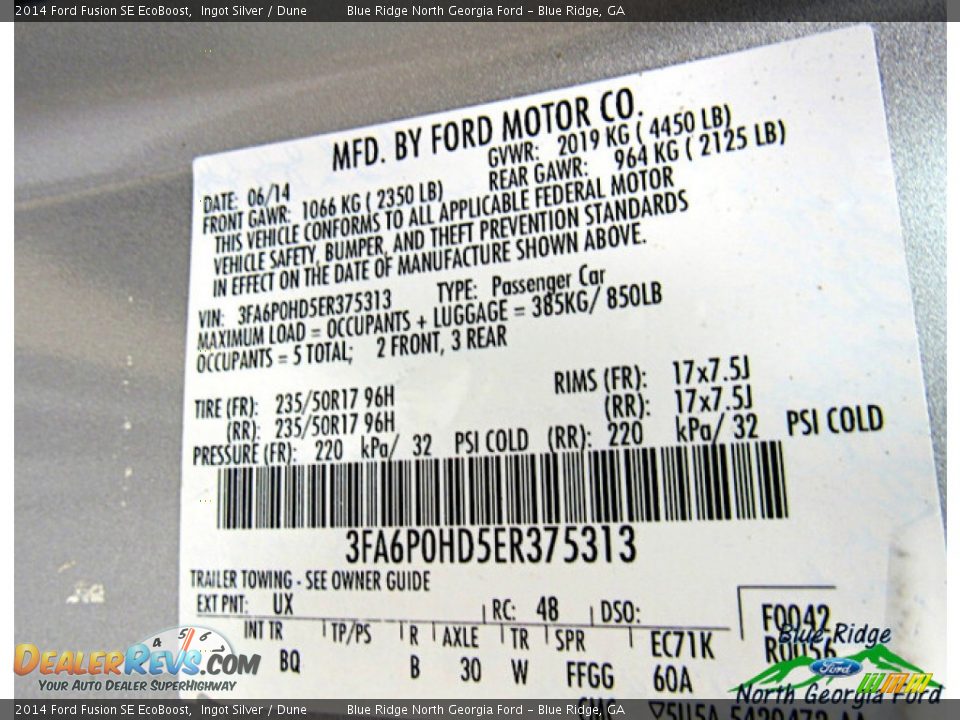 2014 Ford Fusion SE EcoBoost, Ingot Silver / Dune Blue Ridge North Georgia Ford - Blue Ridge, GA
MFD. BY FORD MOTOR CO.
DATE: 06/14 GVWR: 2019 KG ( 4450 LB)
FRONT GAWR: 1066 KG ( 2350 LB) REAR GAWR: 964 KG ( 2125 LB)
THIS VEHICLE CONFORMS TO ALL APPLICABLE FEDERAL MOTOR
VEHICLE SAFETY, BUMPER, AND THEFT PREVENTION STANDARDS
IN EFFECT ON THE DATE OF MANUFACTURE SHOWN ABOVE.
VIN: 3FA6P0HD5ER375313 TYPE: Passenger Car
MAXIMUM LOAD = OCCUPANTS + LUGGAGE = 385KG/ 850LB
OCCUPANTS = 5 TOTAL; 2 FRONT, 3 REAR
TIRE (FR): 235/50R17 96H RIMS (FR): 17x7.5J
(RR): 235/50R17 96H (RR): 17x7.5J
PRESSURE (FR): 220 kPa/ 32 PSI COLD (RR): 220 kPa/ 32 PSI COLD
3FA6P0HD5ER375313
TRAILER TOWING - SEE OWNER GUIDE
EXT PNT: UX RC: 48 DSO: F0042
INT TR TP/PS R AXLE TR SPR EC71K R0056
BQ B 30 W FFGG 60A
4 5 6
DEALERREVS.COM
YOUR AUTO DEALER SUPERHIGHWAY
Blue Ridge
Ford
North Georgia Ford
2014 Ford Fusion SE EcoBoost, Ingot Silver / Dune Blue Ridge North Georgia Ford - Blue Ridge, GA